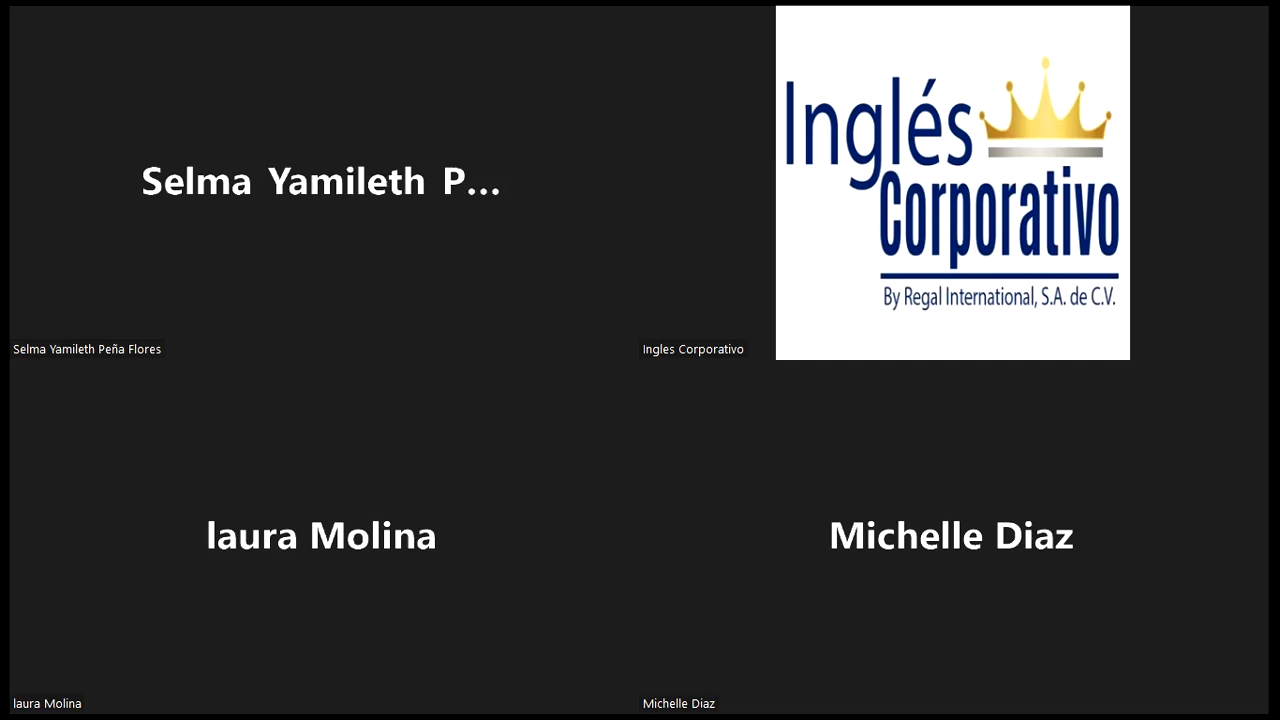 Selma Yamileth P...
Selma Yamileth Peña Flores
Inglés
Corporativo
By Regal International, S.A. de C.V.
Ingles Corporativo
laura Molina
laura Molina
Michelle Diaz
Michelle Diaz